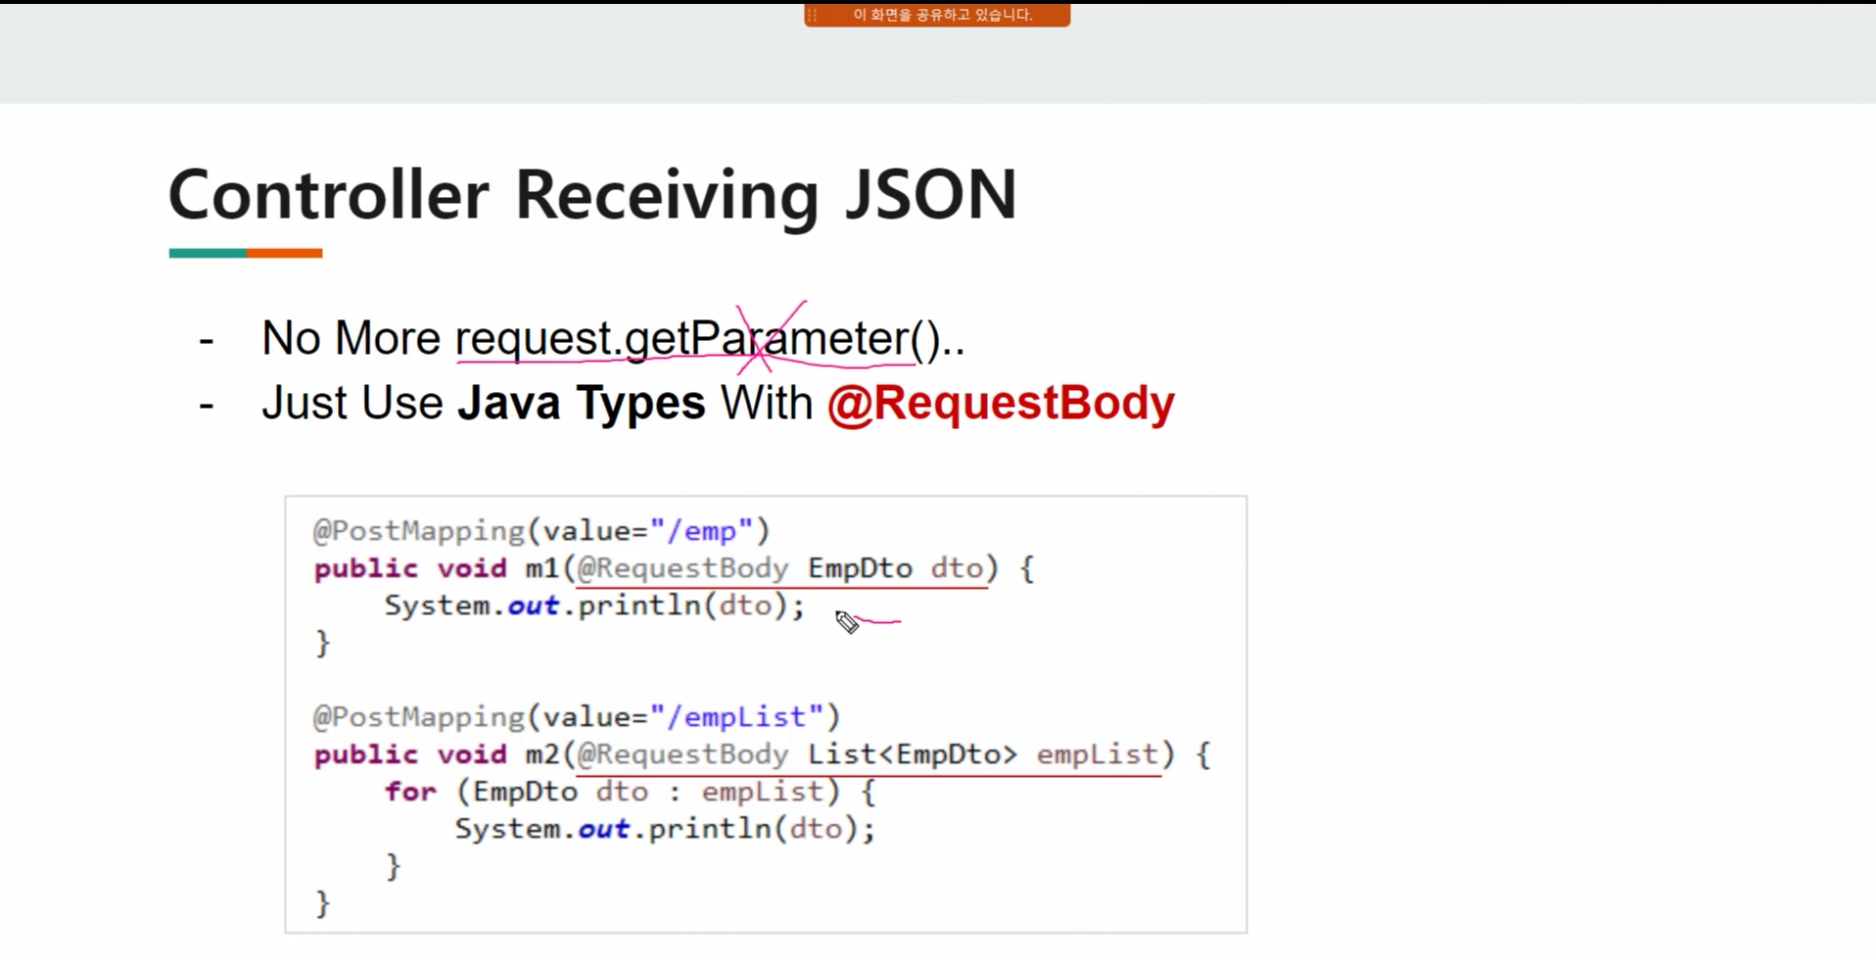 이 화면을 공유하고 있습니다.
Controller Receiving JSON
- No More request.getParameter()..
- Just Use Java Types With @RequestBody
@PostMapping(value="/emp")
public void m1(@RequestBody EmpDto dto) {
    System.out.println(dto);
}
@PostMapping(value="/empList")
public void m2(@RequestBody List<EmpDto> empList) {
    for (EmpDto dto : empList) {
        System.out.println(dto);
    }
}